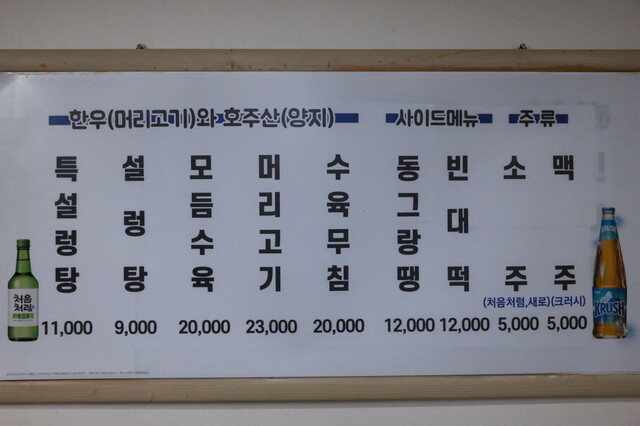 한우(머리고기)와 호주산(양지)
사이드메뉴
주류
특설렁탕
11,000
설렁탕
9,000
모듬수육
20,000
머리고기
23,000
수육무침
20,000
동그랑땡
12,000
빈대떡
12,000
소주
(처음처럼,새로)
5,000
맥주
(크러시)
5,000
처음
처럼
KRUSH